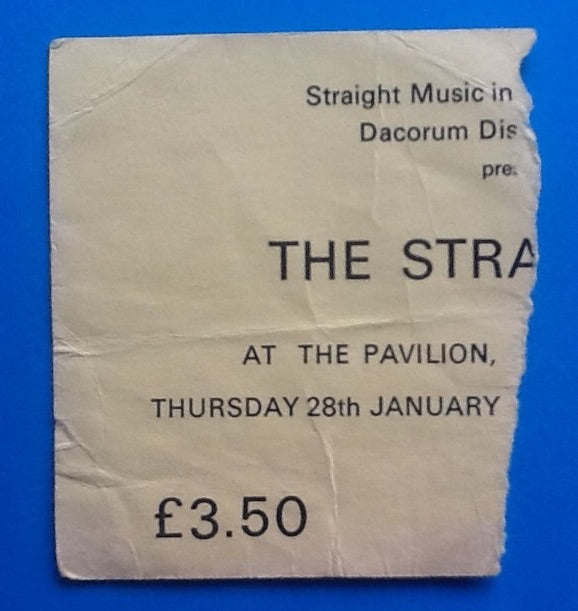 Straight Music in
Dacorum Dis
pre
THE STRA
AT THE PAVILION,
THURSDAY 28th JANUARY
£3.50